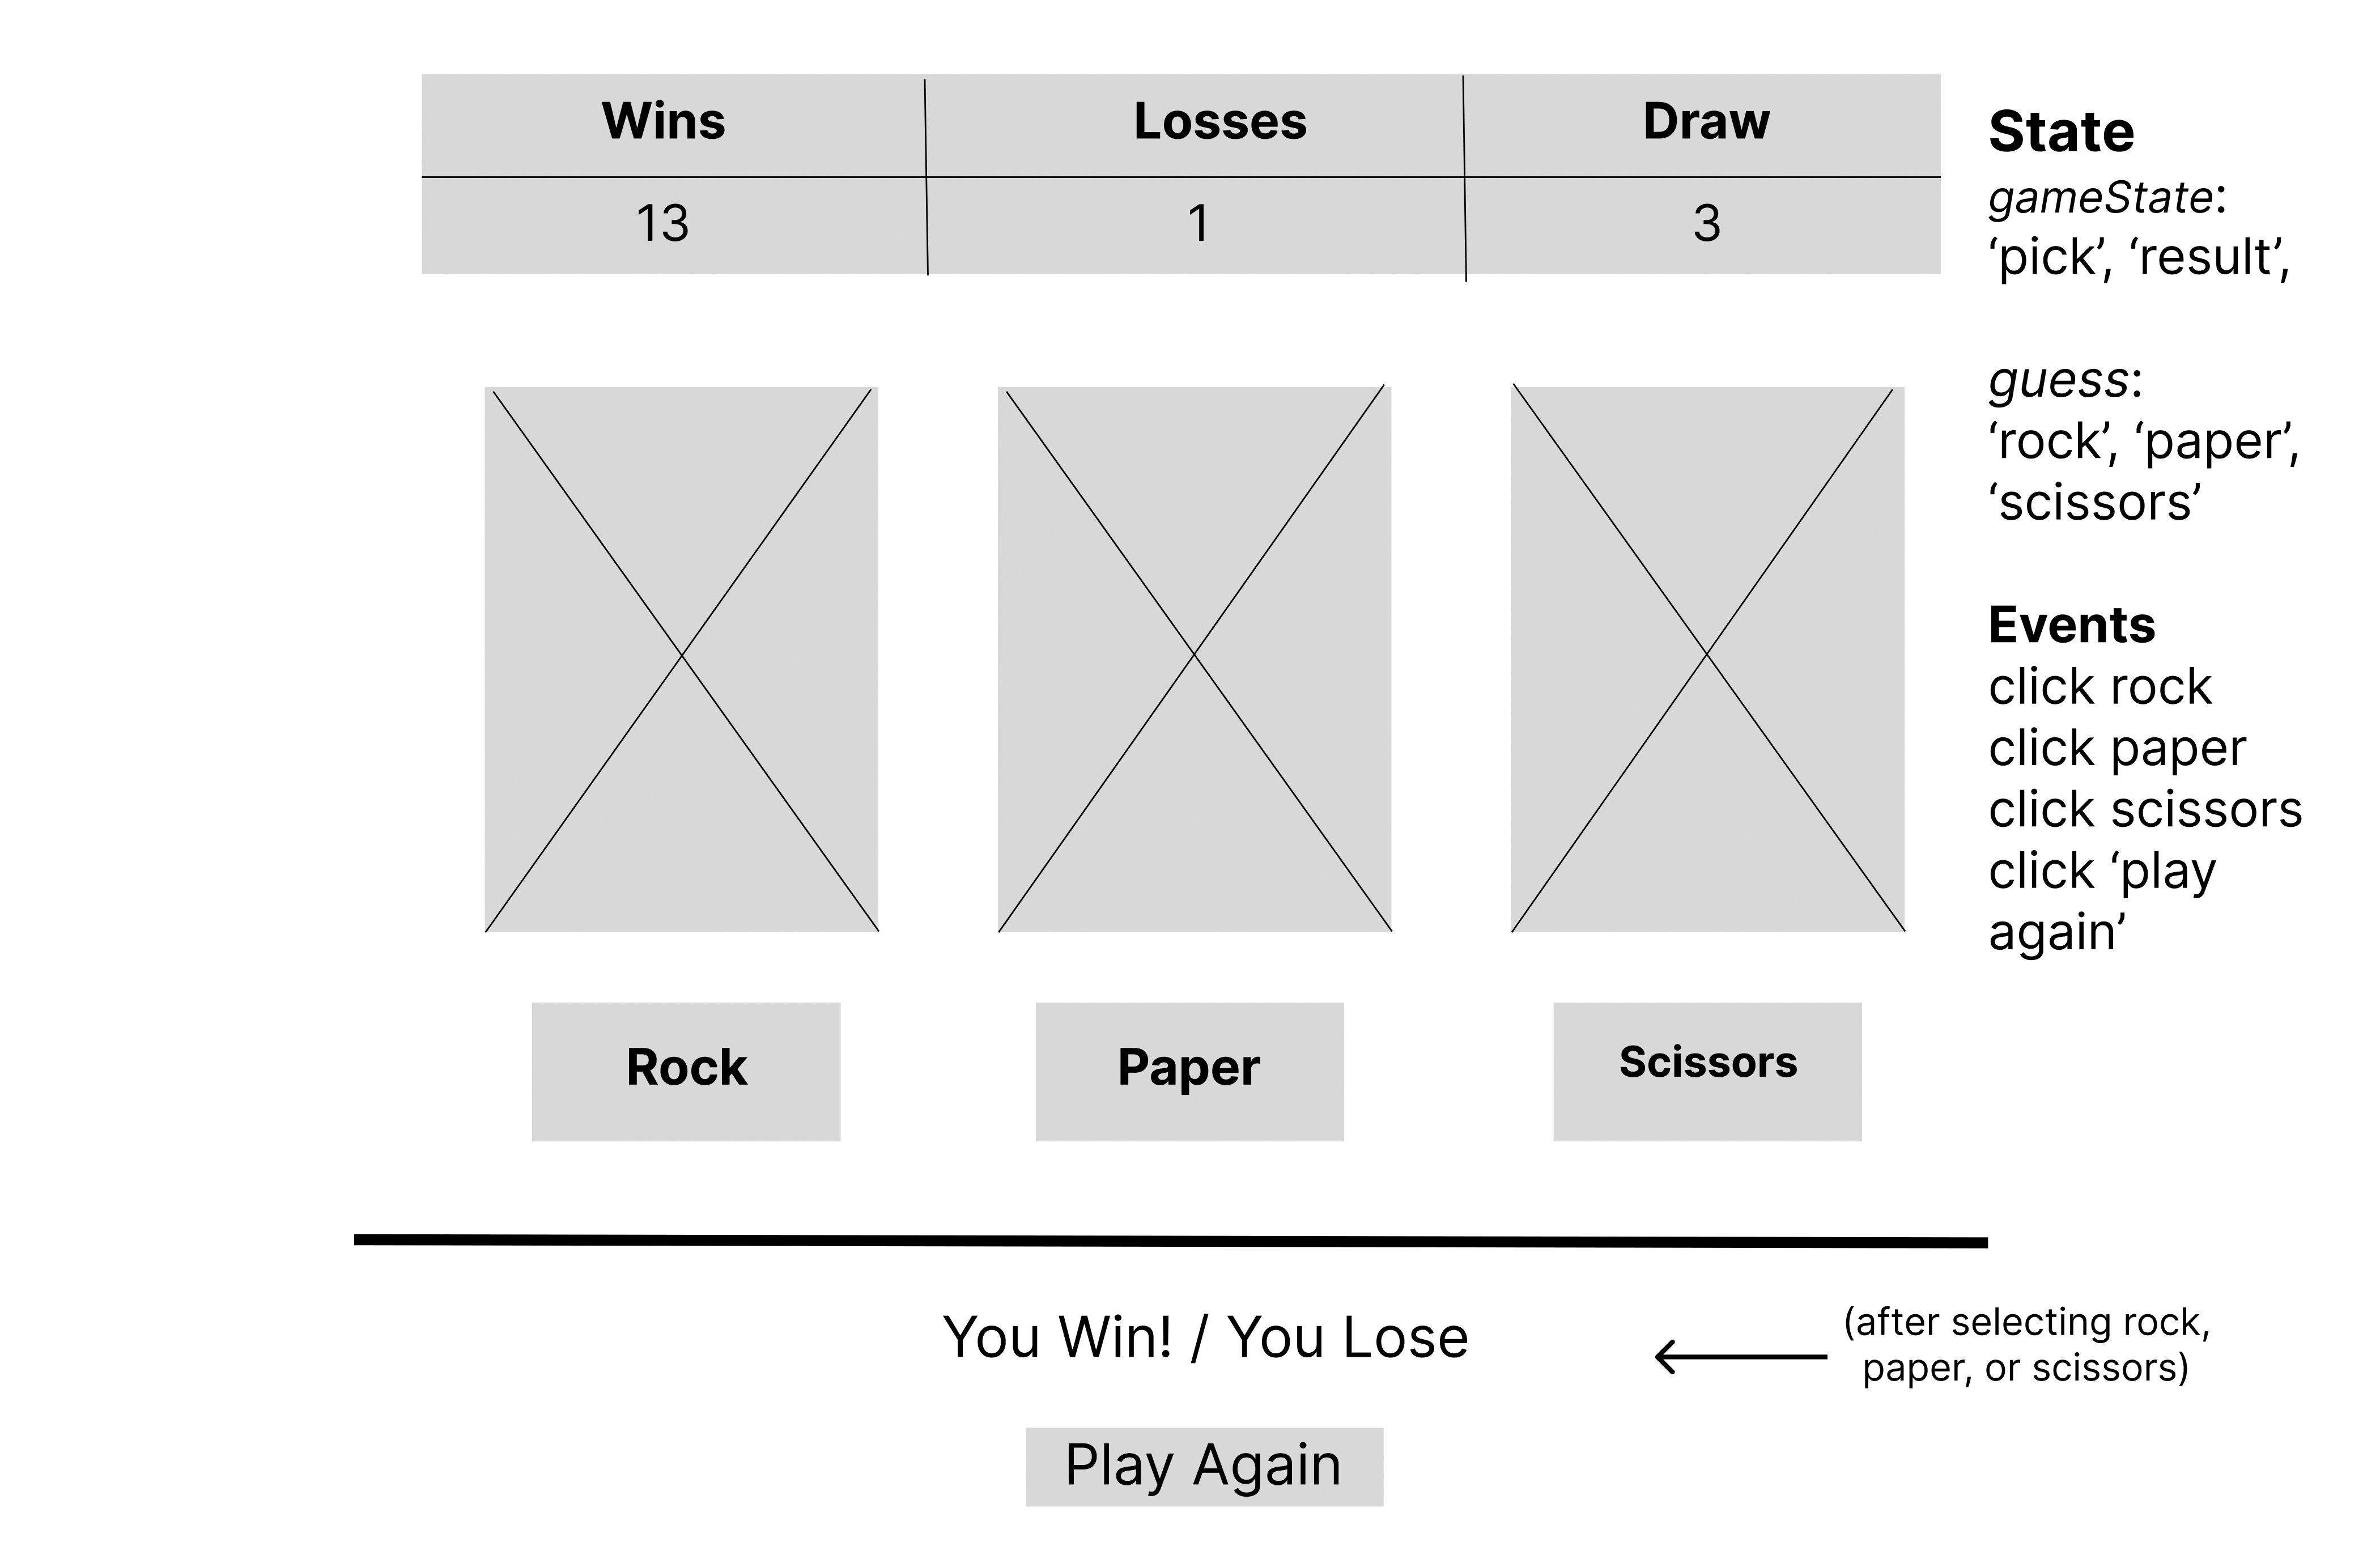 Wins
Losses
Draw
13
1
3
State
gameState:
‘pick’, ‘result’,
guess:
‘rock’, ‘paper’,
‘scissors’
Events
click rock
click paper
click scissors
click ‘play
again’
Rock
Paper
Scissors
You Win! / You Lose
(after selecting rock,
paper, or scissors)
Play Again